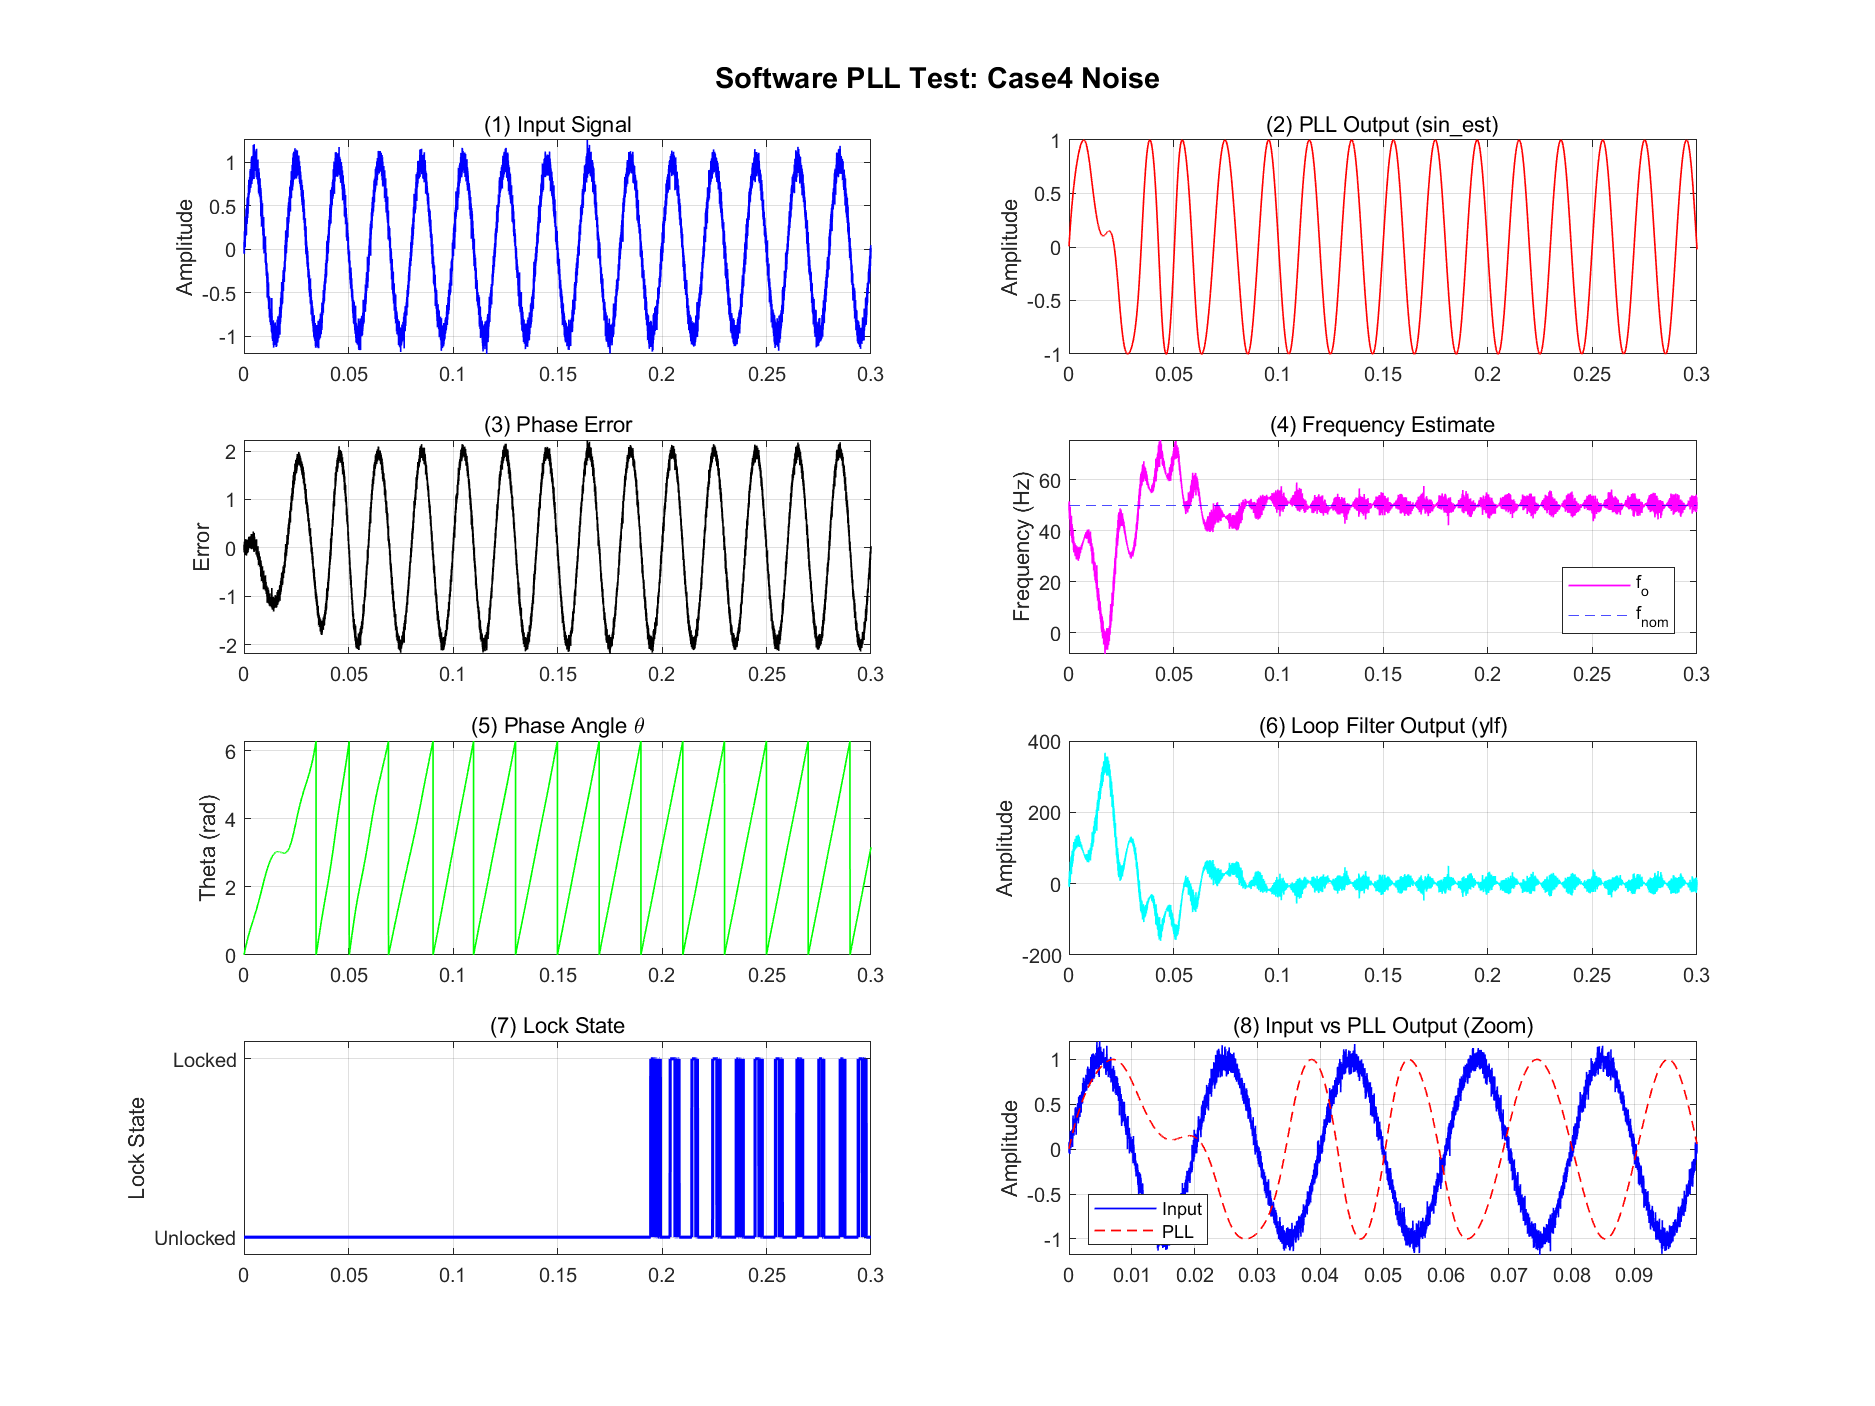 Software PLL Test: Case4 Noise
(1) Input Signal
Amplitude
1
0.5
0
-0.5
-1
0 0.05 0.1 0.15 0.2 0.25 0.3
(2) PLL Output (sin_est)
Amplitude
1
0.5
0
-0.5
-1
0 0.05 0.1 0.15 0.2 0.25 0.3
(3) Phase Error
Error
2
1
0
-1
-2
0 0.05 0.1 0.15 0.2 0.25 0.3
(4) Frequency Estimate
Frequency (Hz)
60
40
20
0
f_o
f_nom
0 0.05 0.1 0.15 0.2 0.25 0.3
(5) Phase Angle θ
Theta (rad)
6
4
2
0
0 0.05 0.1 0.15 0.2 0.25 0.3
(6) Loop Filter Output (ylf)
Amplitude
400
200
0
-200
0 0.05 0.1 0.15 0.2 0.25 0.3
(7) Lock State
Lock State
Locked
Unlocked
0 0.05 0.1 0.15 0.2 0.25 0.3
(8) Input vs PLL Output (Zoom)
Amplitude
1
0.5
0
-0.5
-1
Input
PLL
0 0.01 0.02 0.03 0.04 0.05 0.06 0.07 0.08 0.09